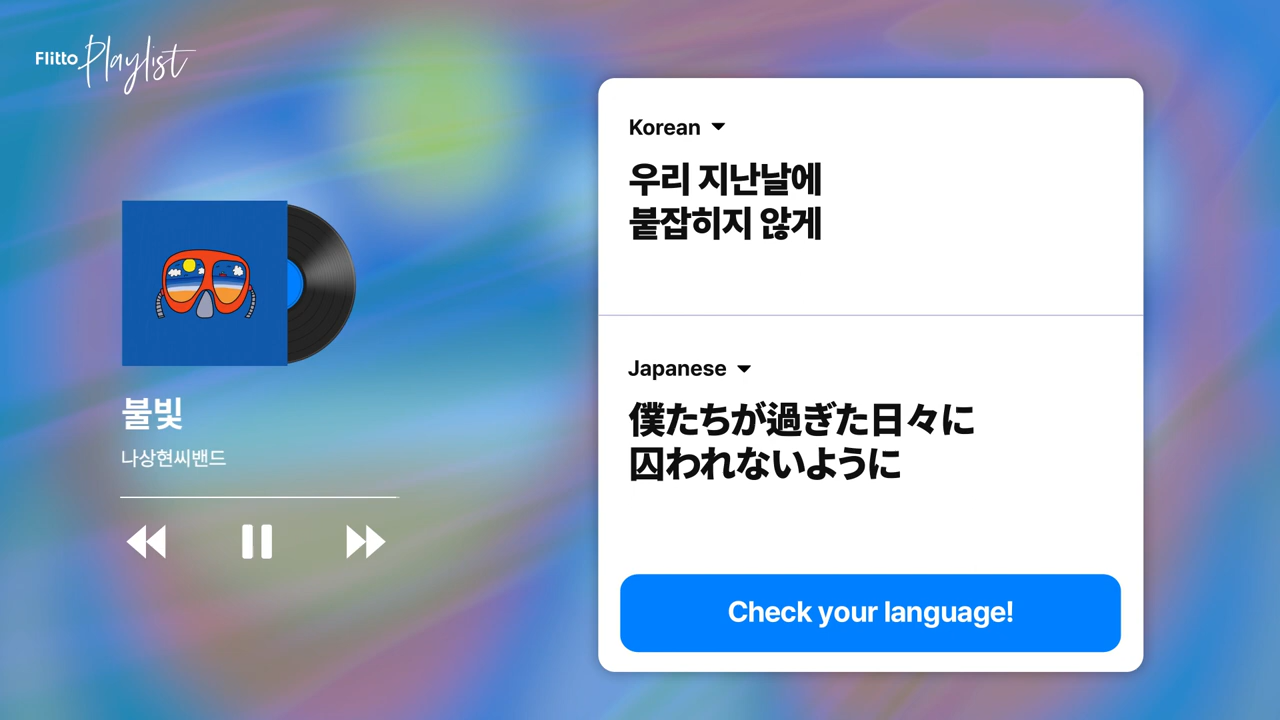 Flitto Playlist
불빛
나상현씨밴드
Korean
우리 지난날에
붙잡히지 않게
Japanese
僕たちが過ぎた日々に
囚われないように
Check your language!